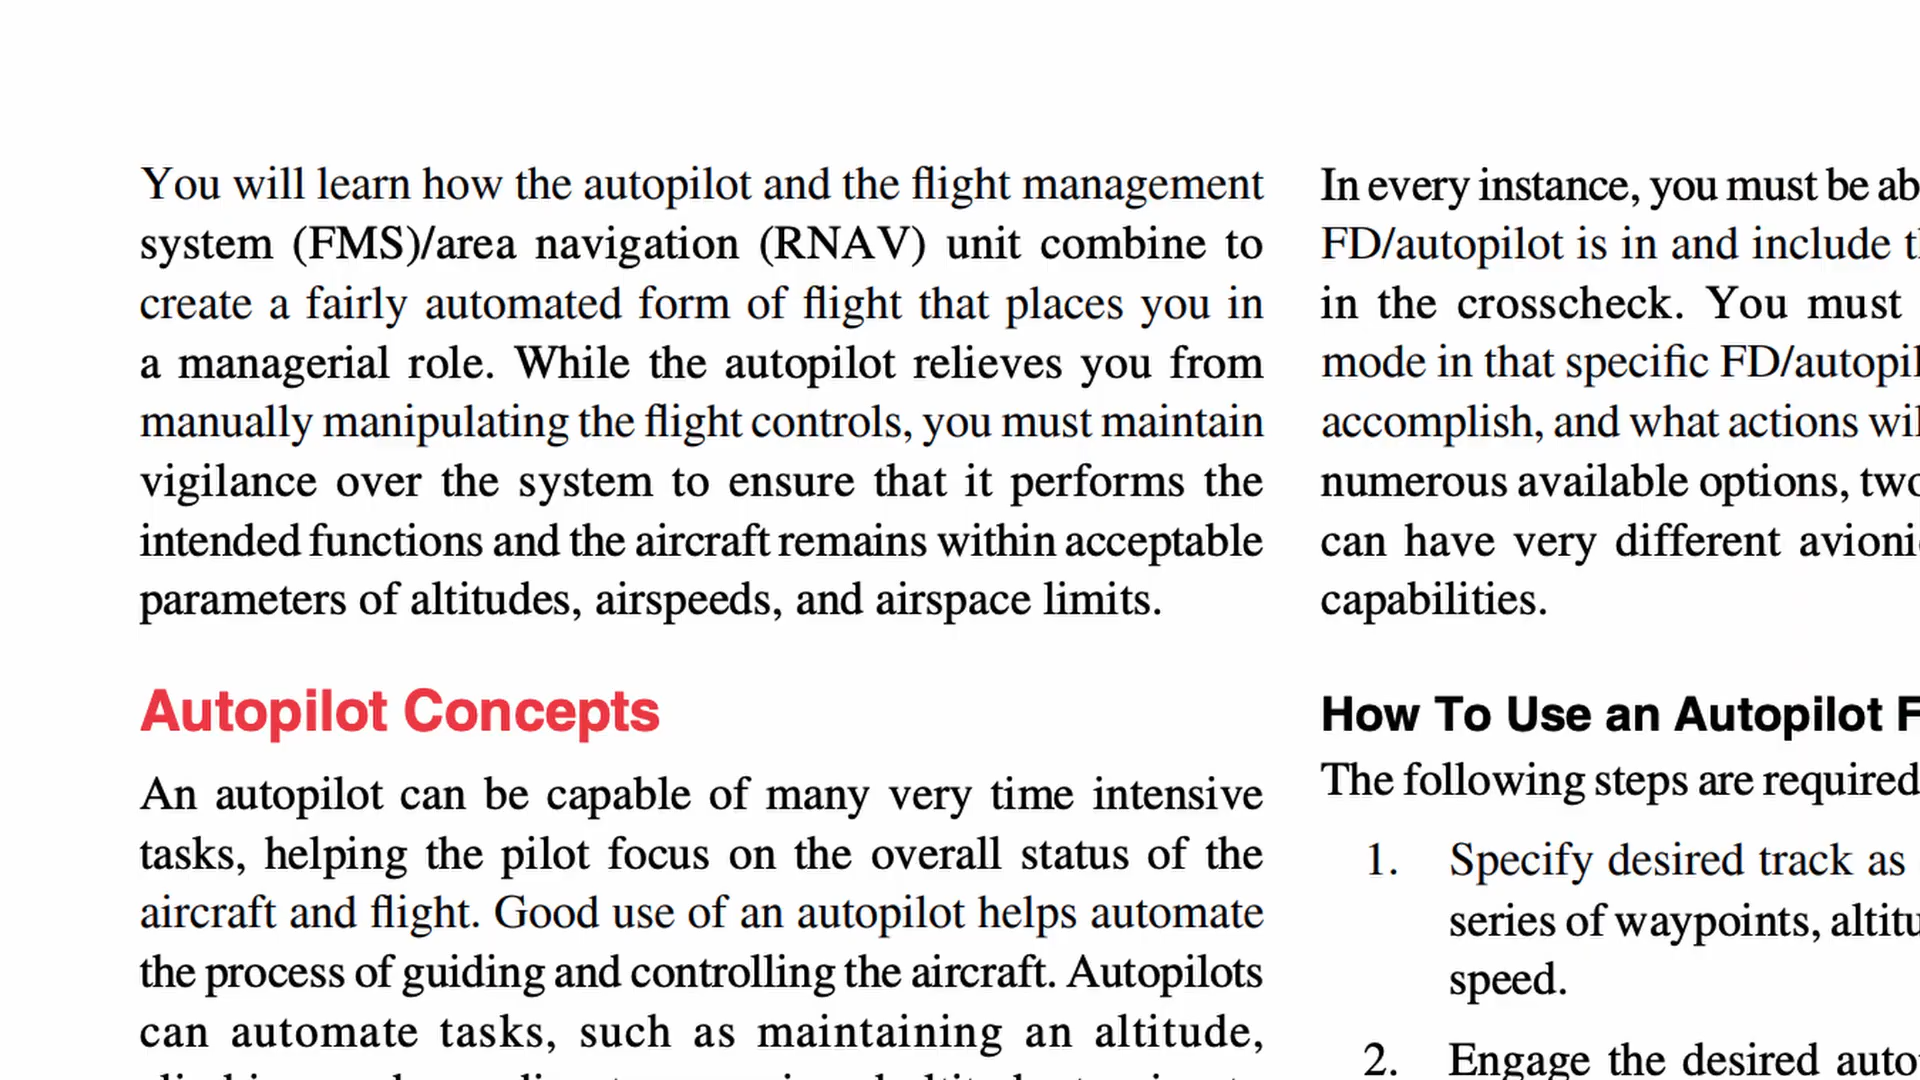 You will learn how the autopilot and the flight management
system (FMS)/area navigation (RNAV) unit combine to
create a fairly automated form of flight that places you in
a managerial role. While the autopilot relieves you from
manually manipulating the flight controls, you must maintain
vigilance over the system to ensure that it performs the
intended functions and the aircraft remains within acceptable
parameters of altitudes, airspeeds, and airspace limits.
Autopilot Concepts
An autopilot can be capable of many very time intensive
tasks, helping the pilot focus on the overall status of the
aircraft and flight. Good use of an autopilot helps automate
the process of guiding and controlling the aircraft. Autopilots
can automate tasks, such as maintaining an altitude,
In every instance, you must be
FD/autopilot is in and include
in the crosscheck. You must
mode in that specific
accomplish, and what actions
numerous available options,
can have very different
capabilities.
How To Use an Autopilot
The following steps are required
1. Specify desired track as
series of waypoints,
speed.
2. Engage the desired